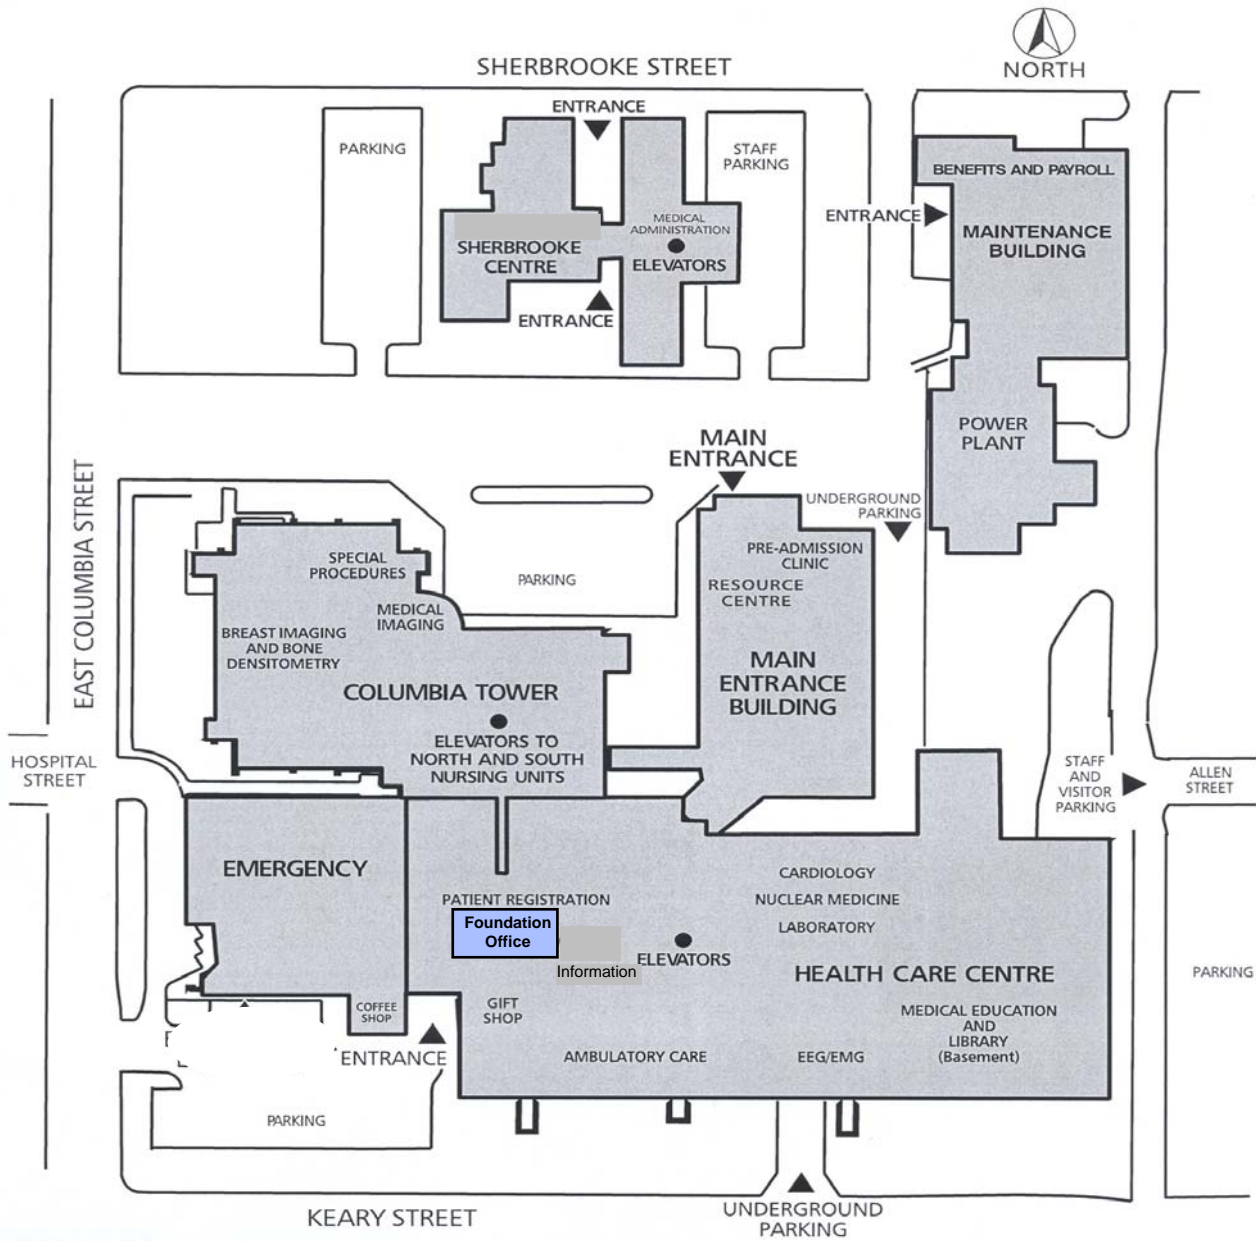 NORTH
SHERBROOKE STREET
ENTRANCE
PARKING
STAFF
PARKING
BENEFITS AND PAYROLL
ENTRANCE
MEDICAL
ADMINISTRATION
MAINTENANCE
BUILDING
SHERBROOKE
CENTRE
ELEVATORS
ENTRANCE
POWER
PLANT
MAIN
ENTRANCE
UNDERGROUND
PARKING
EAST COLUMBIA STREET
SPECIAL
PROCEDURES
PARKING
PRE-ADMISSION
CLINIC
RESOURCE
CENTRE
MEDICAL
IMAGING
BREAST IMAGING
AND BONE
DENSITOMETRY
MAIN
ENTRANCE
BUILDING
COLUMBIA TOWER
ELEVATORS TO
NORTH AND SOUTH
NURSING UNITS
HOSPITAL
STREET
STAFF
AND
VISITOR
PARKING
ALLEN
STREET
EMERGENCY
CARDIOLOGY
PATIENT REGISTRATION
NUCLEAR MEDICINE
Foundation
Office
LABORATORY
ELEVATORS
Information
HEALTH CARE CENTRE
PARKING
COFFEE
SHOP
GIFT
SHOP
MEDICAL EDUCATION
AND
LIBRARY
(Basement)
ENTRANCE
AMBULATORY CARE
EEG/EMG
PARKING
KEARY STREET
UNDERGROUND
PARKING